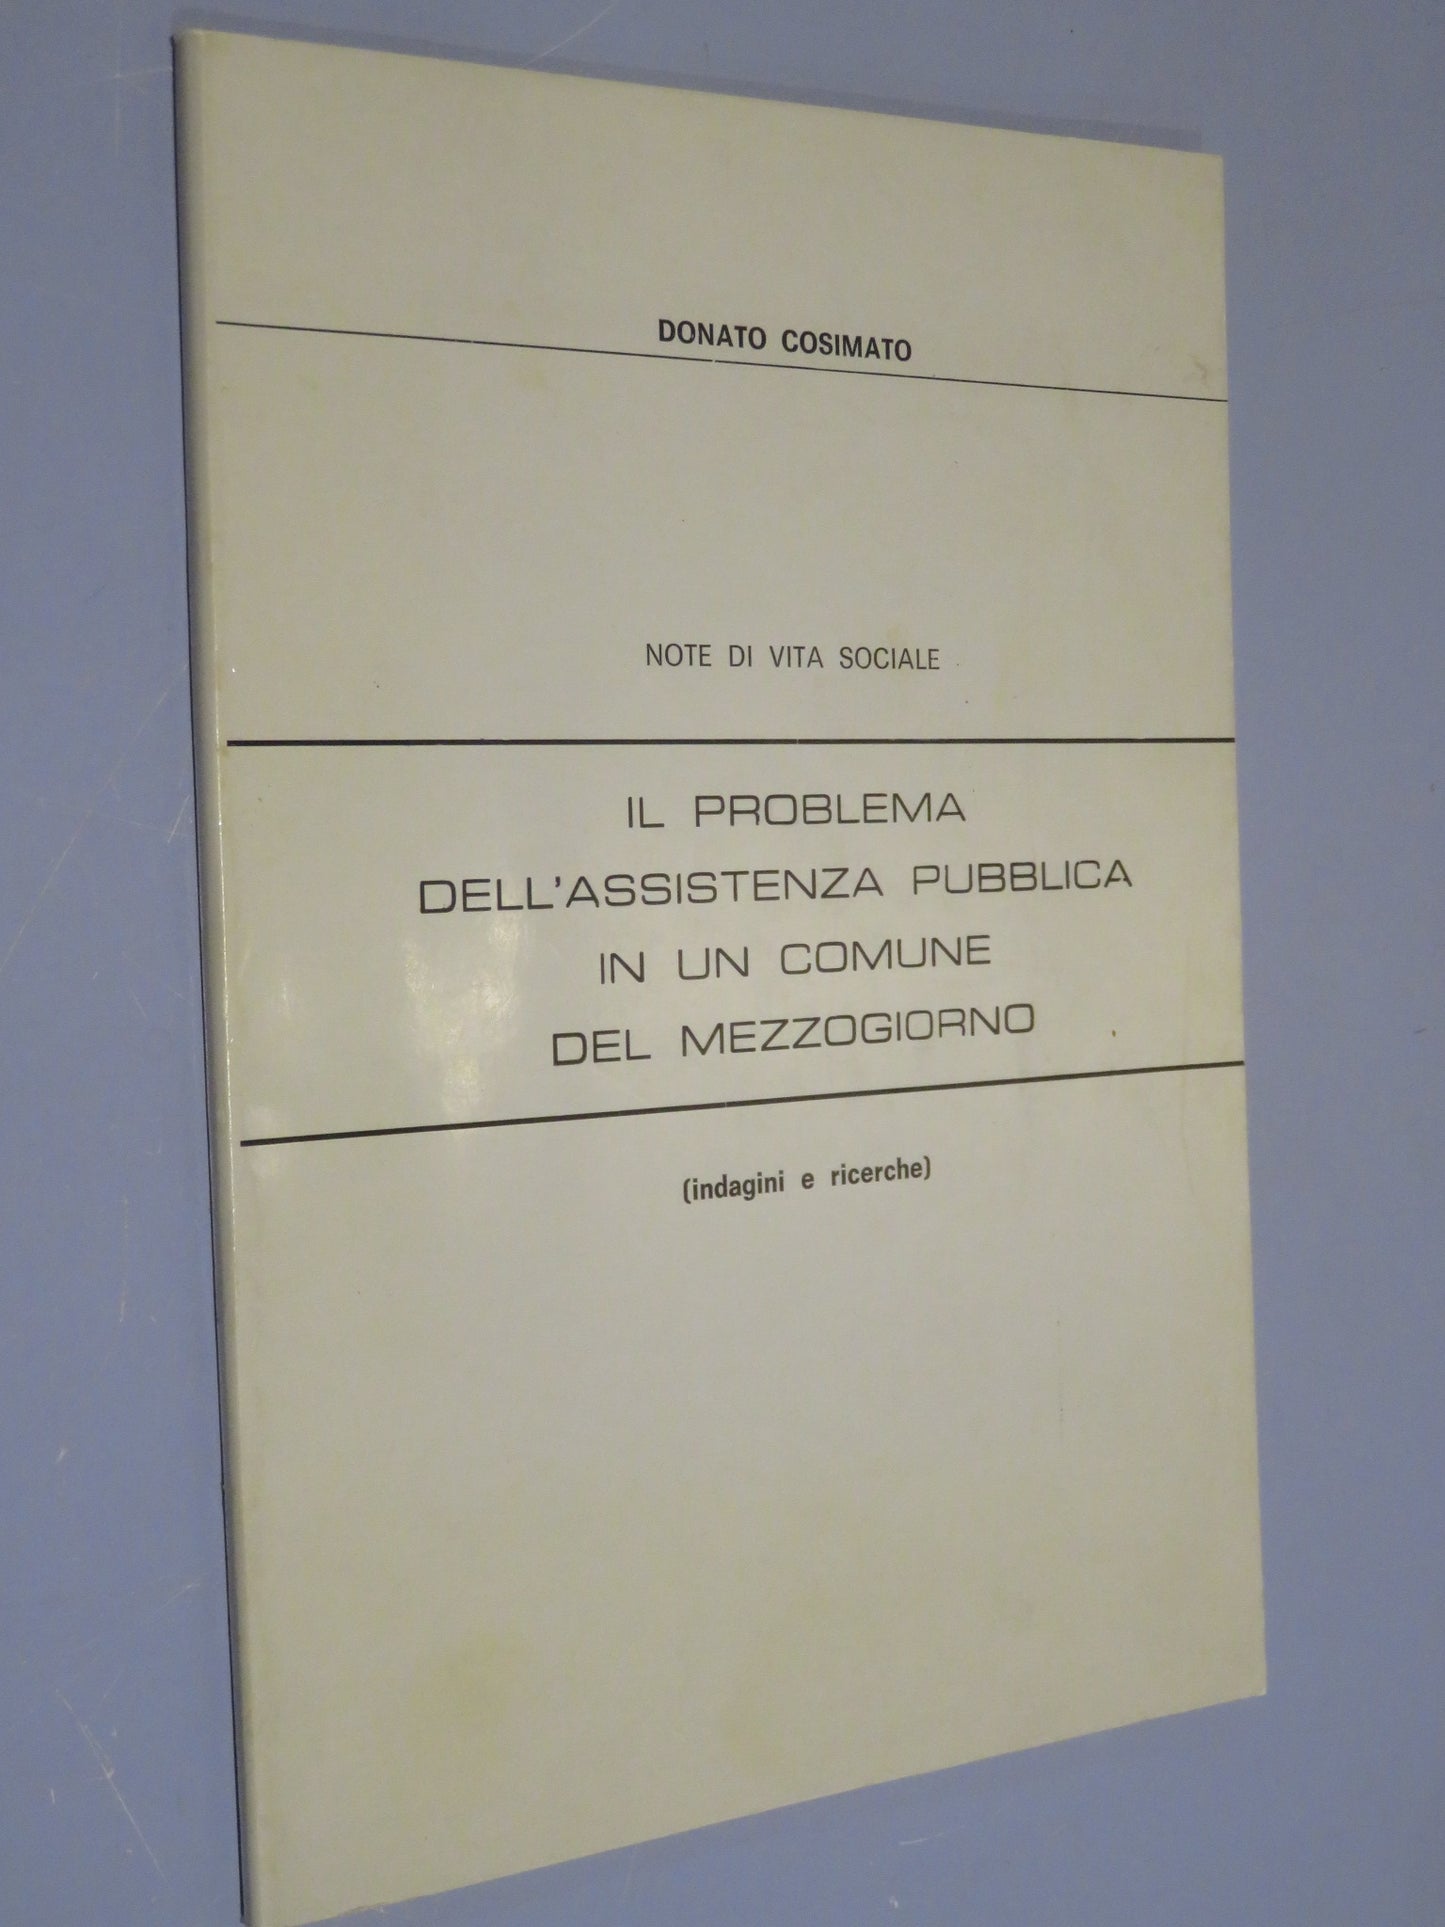 DONATO COSIMATO
NOTE DI VITA SOCIALE
IL PROBLEMA
DELL'ASSISTENZA PUBBLICA
IN UN COMUNE
DEL MEZZOGIORNO
(indagini e ricerche)